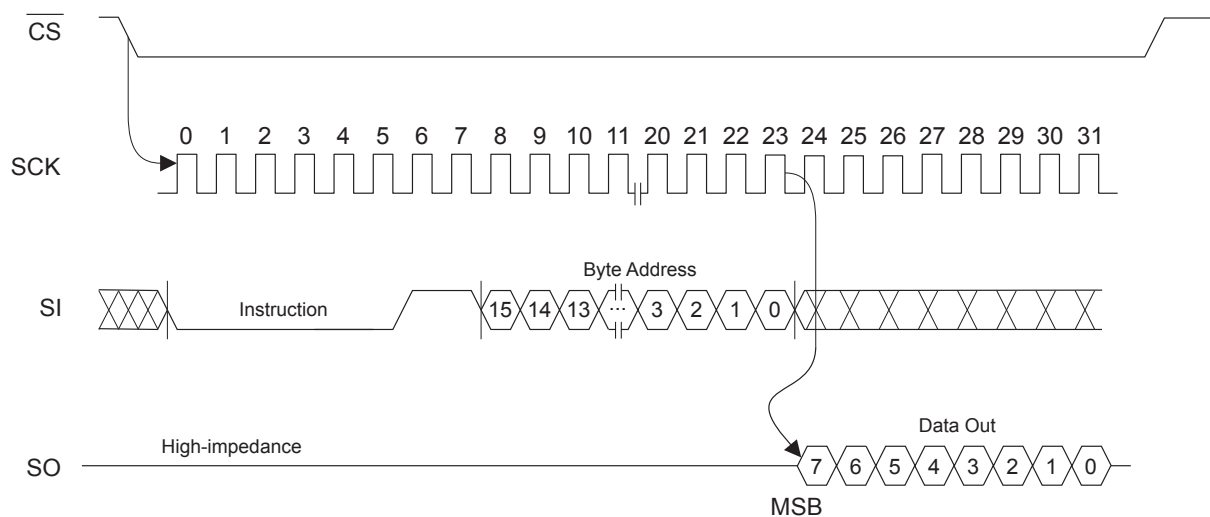 CS
0 1 2 3 4 5 6 7 8 9 10 11 20 21 22 23 24 25 26 27 28 29 30 31
SCK
Byte Address
SI
Instruction
15 14 13 ... 3 2 1 0
High-impedance
Data Out
SO
7 6 5 4 3 2 1 0
MSB